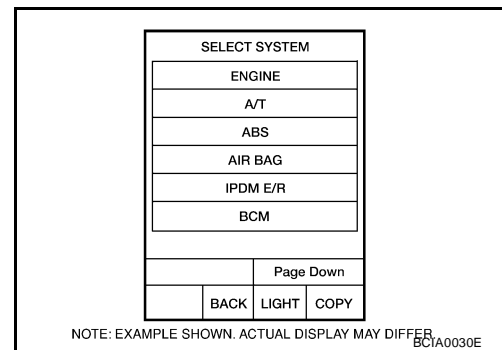 SELECT SYSTEM
ENGINE
A/T
ABS
AIR BAG
IPDM E/R
BCM
Page Down
BACK LIGHT COPY
NOTE: EXAMPLE SHOWN. ACTUAL DISPLAY MAY DIFFER.
BCIA0030E